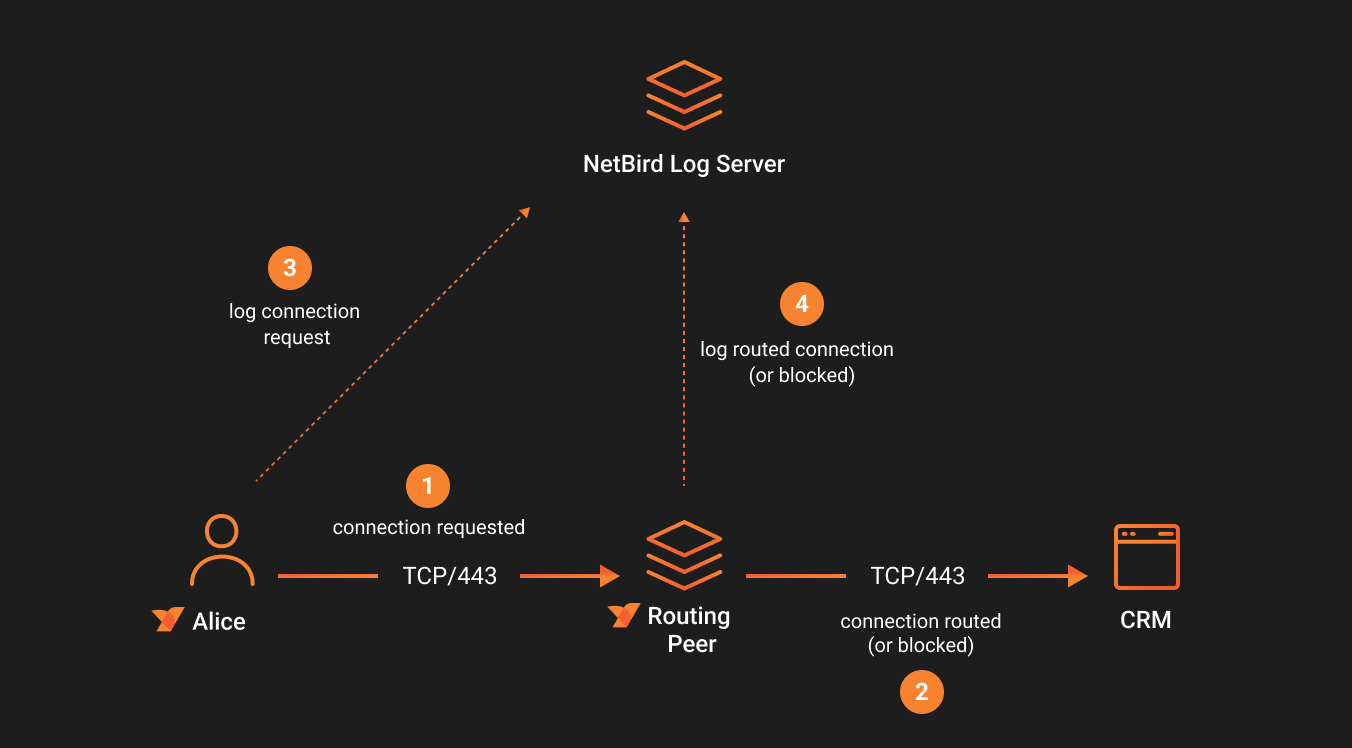 NetBird Log Server
3
log connection
request
4
log routed connection
(or blocked)
1
connection requested
TCP/443
TCP/443
Alice
Routing
Peer
connection routed
(or blocked)
CRM
2